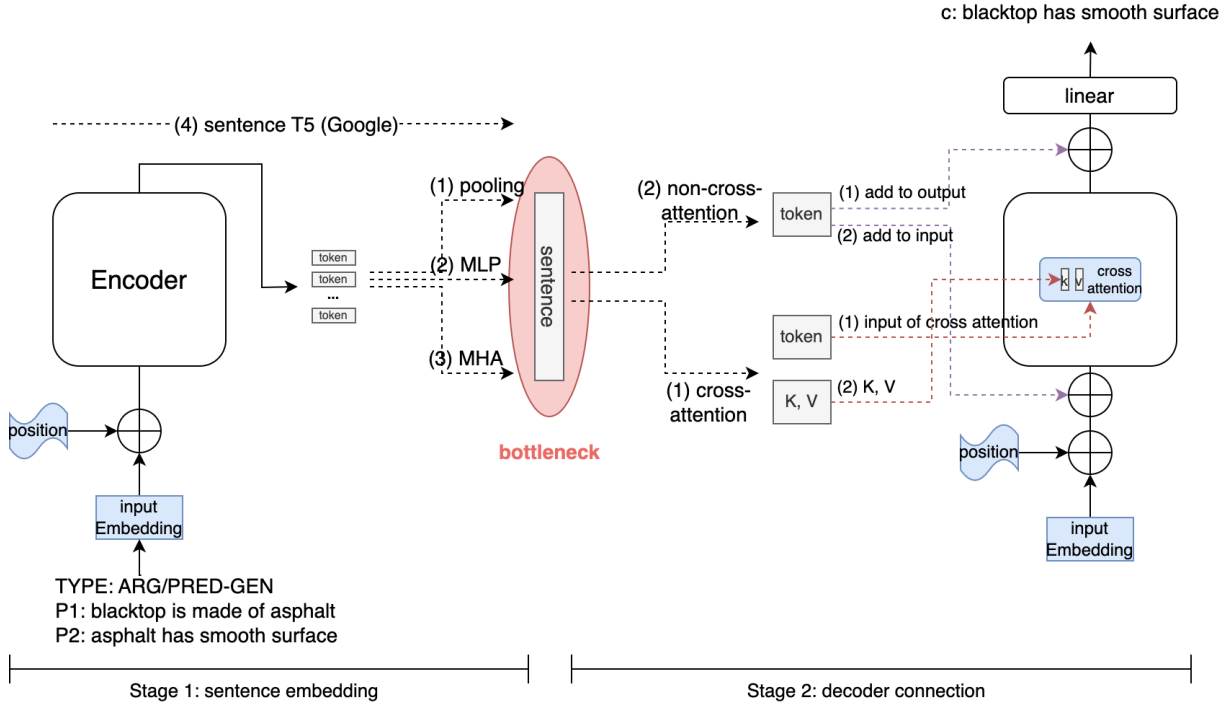 c: blacktop has smooth surface
linear
(4) sentence T5 (Google)
(1) pooling
(2) non-cross-
attention
token
(1) add to output
(2) add to input
Encoder
token
token
...
token
(2) MLP
sentence
K
V
cross
attention
token
(1) input of cross attention
(3) MHA
(1) cross-
attention
K, V
(2) K, V
position
bottleneck
position
input
Embedding
input
Embedding
TYPE: ARG/PRED-GEN
P1: blacktop is made of asphalt
P2: asphalt has smooth surface
Stage 1: sentence embedding
Stage 2: decoder connection